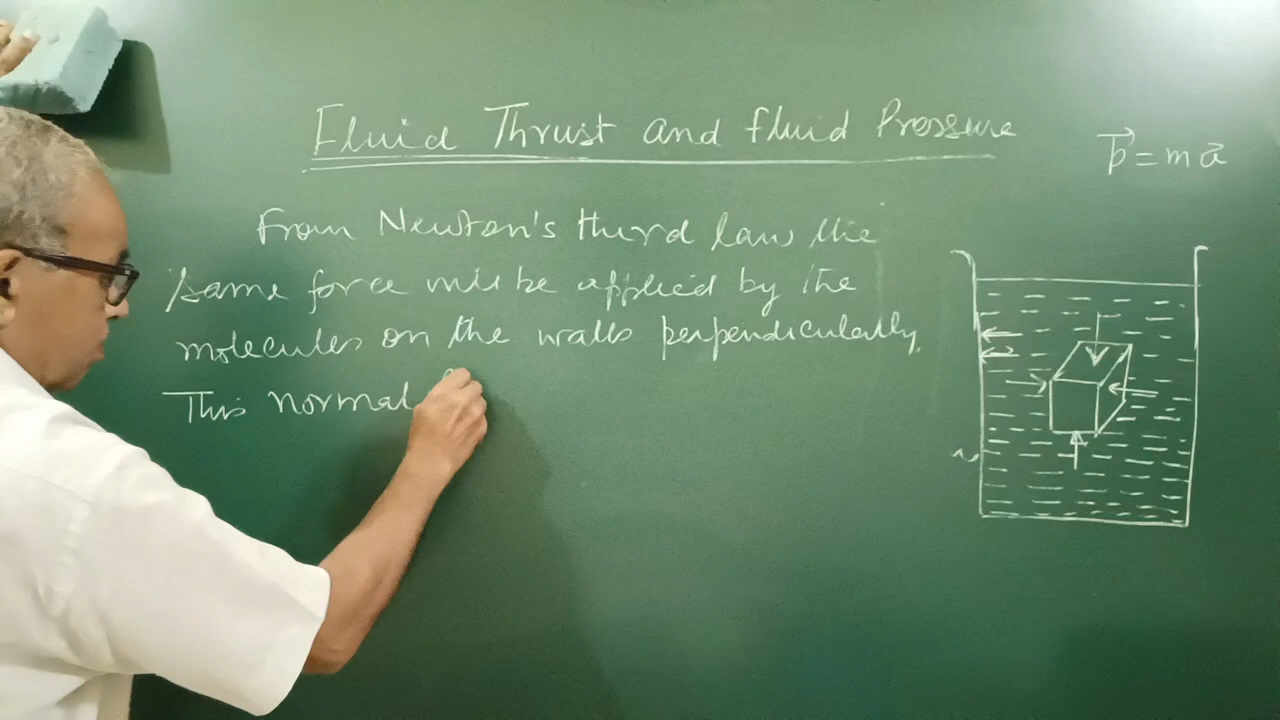 Fluid Thrust and fluid Pressure
p⃗ = m a⃗
From Newton's third law the
same force will be applied by the
molecules on the walls perpendicularly.
This normal